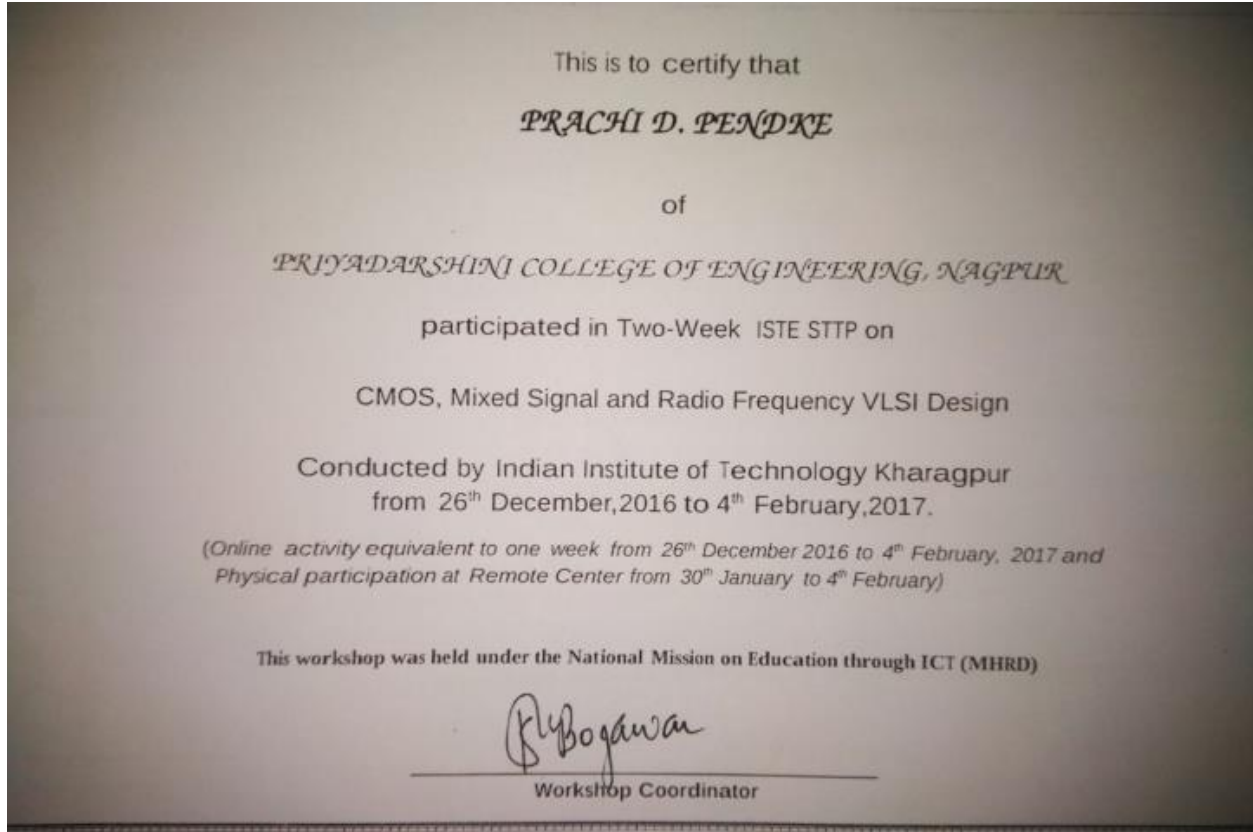 This is to certify that
PRACHI D. PENDKE
of
PRIYADARSHINI COLLEGE OF ENGINEERING, NAGPUR
participated in Two-Week ISTE STTP on
CMOS, Mixed Signal and Radio Frequency VLSI Design
Conducted by Indian Institute of Technology Kharagpur
from 26th December,2016 to 4th February,2017.
(Online activity equivalent to one week from 26th December 2016 to 4th February, 2017 and
Physical participation at Remote Center from 30th January to 4th February)
This workshop was held under the National Mission on Education through ICT (MHRD)
Workshop Coordinator